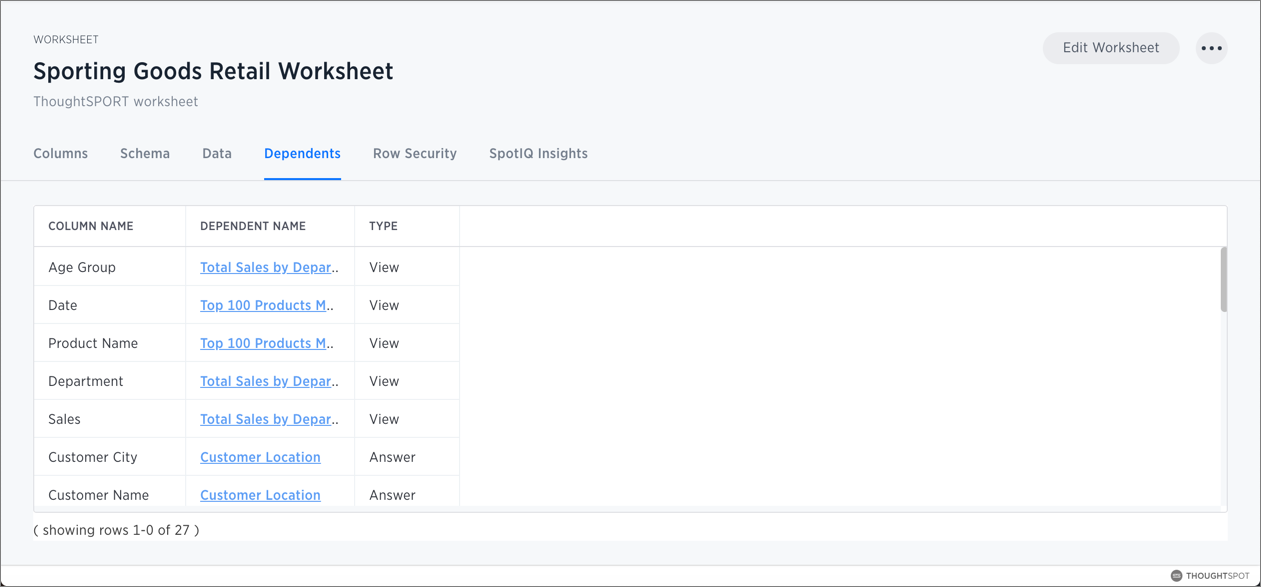 WORKSHEET
Edit Worksheet
Sporting Goods Retail Worksheet
ThoughtSPORT worksheet
Columns Schema Data Dependents Row Security SpotIQ Insights
COLUMN NAME DEPENDENT NAME TYPE
Age Group Total Sales by Depar.. View
Date Top 100 Products M.. View
Product Name Top 100 Products M.. View
Department Total Sales by Depar.. View
Sales Total Sales by Depar.. View
Customer City Customer Location Answer
Customer Name Customer Location Answer
( showing rows 1-0 of 27 )
THOUGHTSPOT